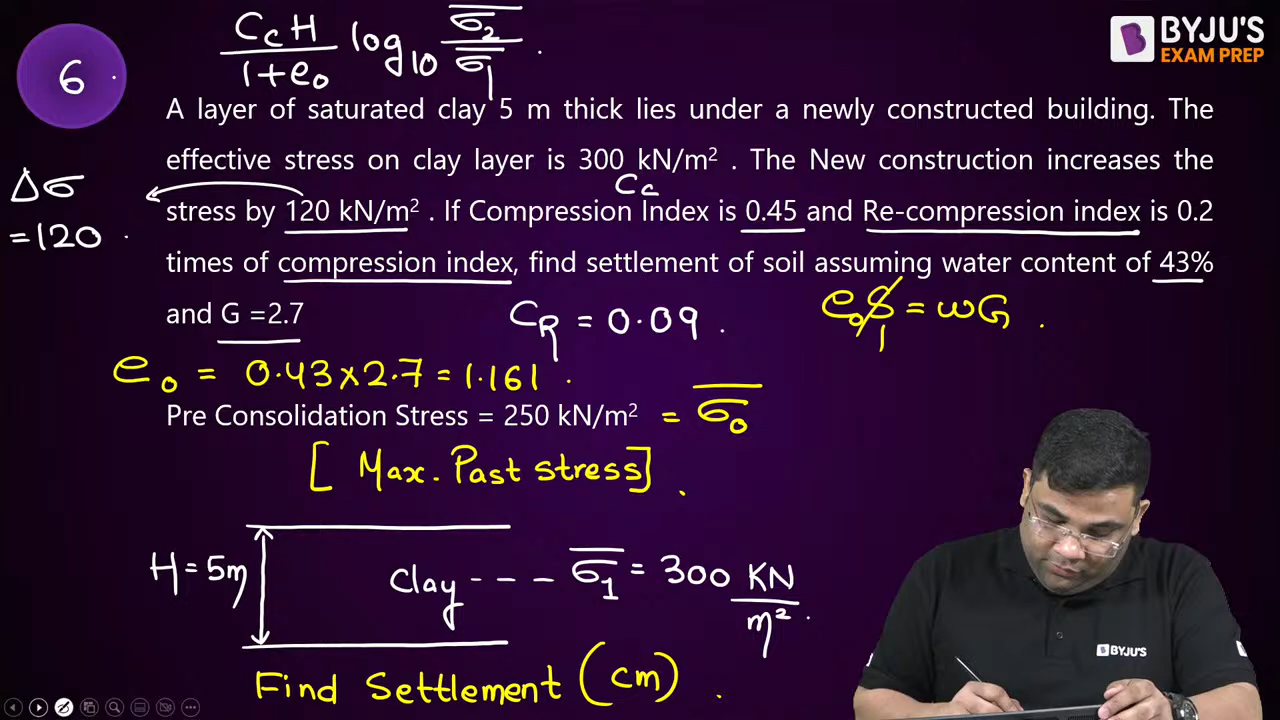 6
CcH / 1+e₀ log₁₀ σ̅₂ / σ̅₁
BYJU'S
EXAM PREP
A layer of saturated clay 5 m thick lies under a newly constructed building. The
effective stress on clay layer is 300 kN/m² . The New construction increases the
Cc
stress by 120 kN/m² . If Compression Index is 0.45 and Re-compression index is 0.2
times of compression index, find settlement of soil assuming water content of 43%
and G =2.7
Δσ
=120
C_R = 0.09
e₀S = wG
1
e₀ = 0.43×2.7 = 1.161
Pre Consolidation Stress = 250 kN/m² = σ̅₀
[ Max. Past stress]
H = 5m
Clay --- σ̅₁ = 300 KN/m²
Find Settlement (cm)
BYJU'S